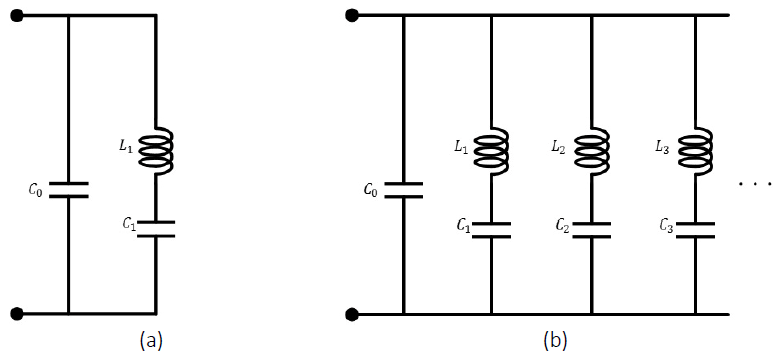 L₁
C₀
C₁
(a)
L₁
L₂
L₃
C₀
C₁
C₂
C₃
. . .
(b)